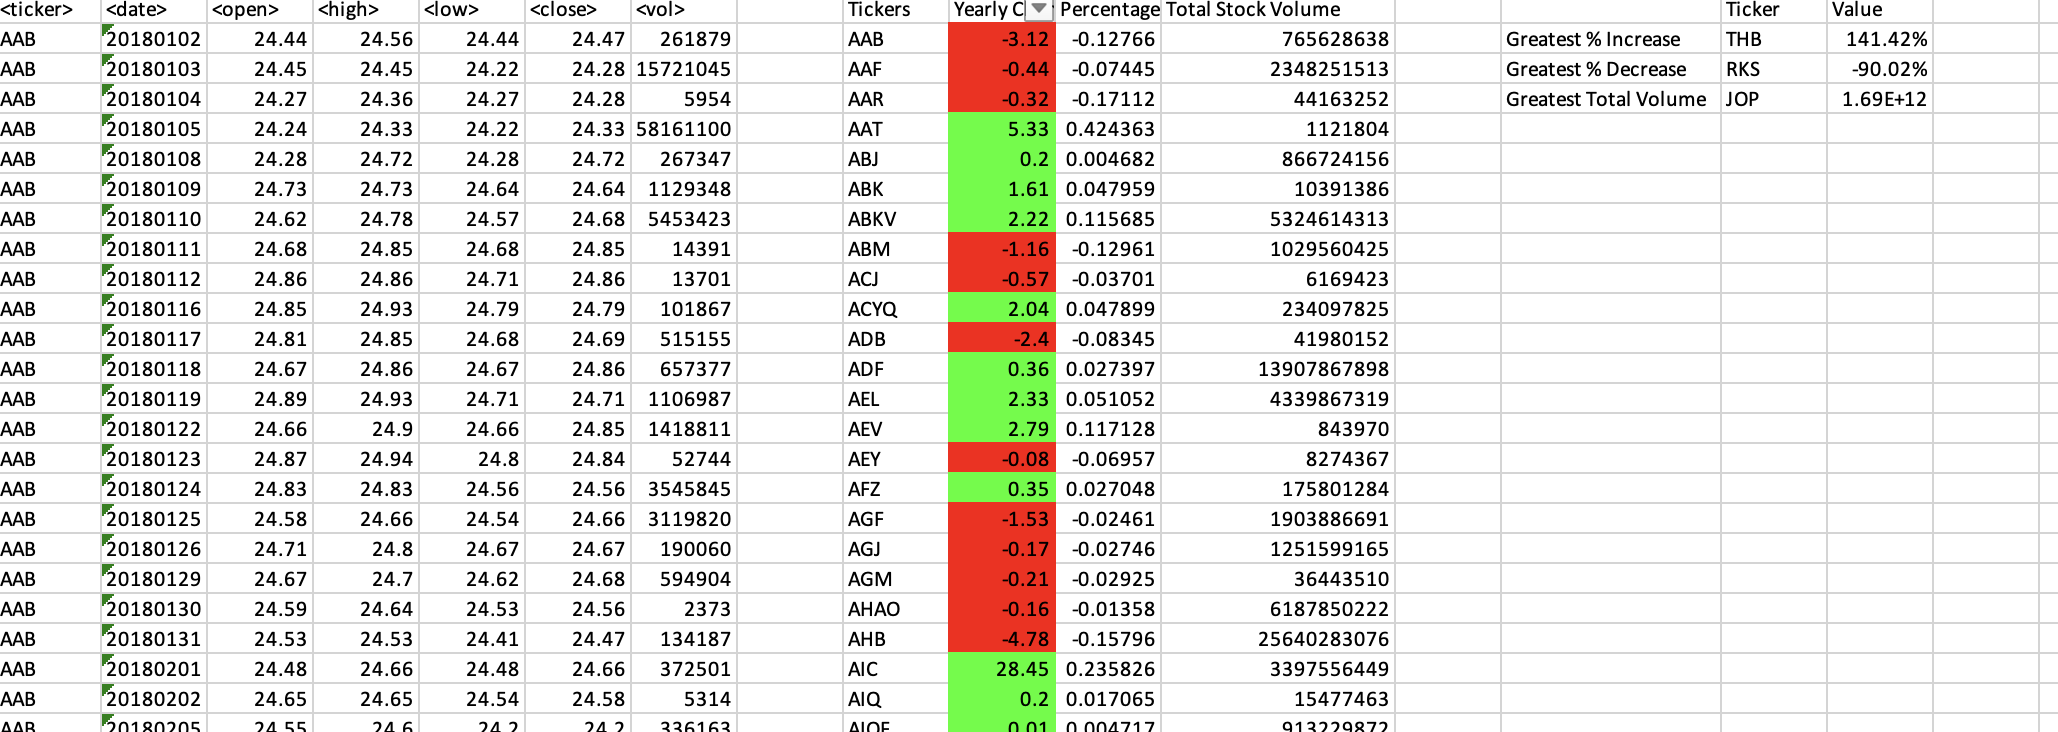 <ticker> <date> <open> <high> <low> <close> <vol> Tickers Yearly C Percentage Total Stock Volume Ticker Value
AAB 20180102 24.44 24.56 24.44 24.47 261879 AAB -3.12 -0.12766 765628638 Greatest % Increase THB 141.42%
AAB 20180103 24.45 24.45 24.22 24.28 15721045 AAF -0.44 -0.07445 2348251513 Greatest % Decrease RKS -90.02%
AAB 20180104 24.27 24.36 24.27 24.28 5954 AAR -0.32 -0.17112 44163252 Greatest Total Volume JOP 1.69E+12
AAB 20180105 24.24 24.33 24.22 24.33 58161100 AAT 5.33 0.424363 1121804
AAB 20180108 24.28 24.72 24.28 24.72 267347 ABJ 0.2 0.004682 866724156
AAB 20180109 24.73 24.73 24.64 24.64 1129348 ABK 1.61 0.047959 10391386
AAB 20180110 24.62 24.78 24.57 24.68 5453423 ABKV 2.22 0.115685 5324614313
AAB 20180111 24.68 24.85 24.68 24.85 14391 ABM -1.16 -0.12961 1029560425
AAB 20180112 24.86 24.86 24.71 24.86 13701 ACJ -0.57 -0.03701 6169423
AAB 20180116 24.85 24.93 24.79 24.79 101867 ACYQ 2.04 0.047899 234097825
AAB 20180117 24.81 24.85 24.68 24.69 515155 ADB -2.4 -0.08345 41980152
AAB 20180118 24.67 24.86 24.67 24.86 657377 ADF 0.36 0.027397 13907867898
AAB 20180119 24.89 24.93 24.71 24.71 1106987 AEL 2.33 0.051052 4339867319
AAB 20180122 24.66 24.9 24.66 24.85 1418811 AEV 2.79 0.117128 843970
AAB 20180123 24.87 24.94 24.8 24.84 52744 AEY -0.08 -0.06957 8274367
AAB 20180124 24.83 24.83 24.56 24.56 3545845 AFZ 0.35 0.027048 175801284
AAB 20180125 24.58 24.66 24.54 24.66 3119820 AGF -1.53 -0.02461 1903886691
AAB 20180126 24.71 24.8 24.67 24.67 190060 AGJ -0.17 -0.02746 1251599165
AAB 20180129 24.67 24.7 24.62 24.68 594904 AGM -0.21 -0.02925 36443510
AAB 20180130 24.59 24.64 24.53 24.56 2373 AHAO -0.16 -0.01358 6187850222
AAB 20180131 24.53 24.53 24.41 24.47 134187 AHB -4.78 -0.15796 25640283076
AAB 20180201 24.48 24.66 24.48 24.66 372501 AIC 28.45 0.235826 3397556449
AAB 20180202 24.65 24.65 24.54 24.58 5314 AIQ 0.2 0.017065 15477463
AAB 20180205 24.55 24.6 24.2 24.2 336163 0.01 0.004717 913229872